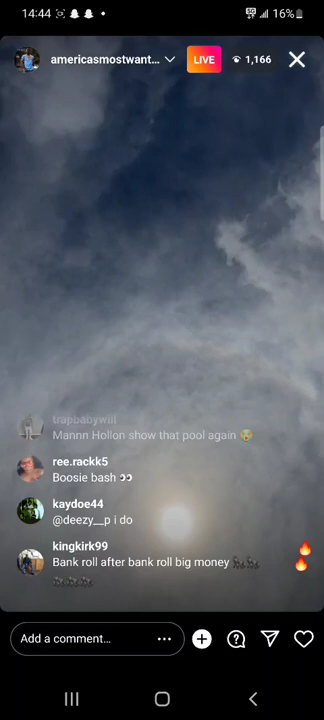 14:44
5G 16%
americasmostwant... LIVE 1,166
trapbabywill
Mannn Hollon show that pool again 😭
ree.rackk5
Boosie bash 👀
kaydoe44
@deezy__p i do
kingkirk99
Bank roll after bank roll big money
Add a comment...